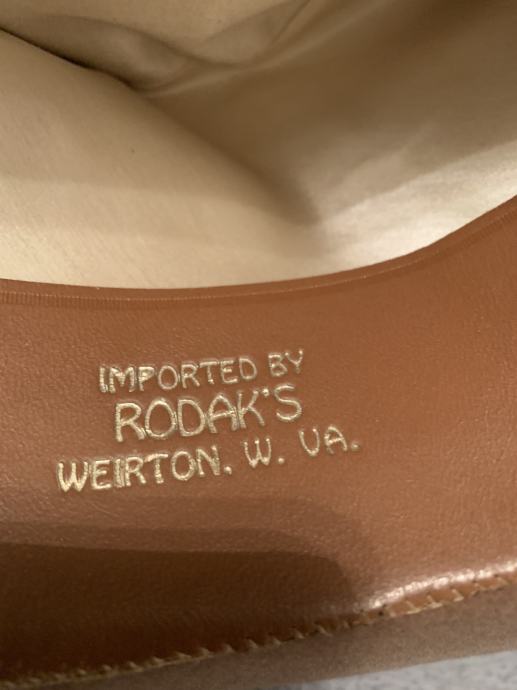 IMPORTED BY
RODAK'S
WEIRTON. W. VA.